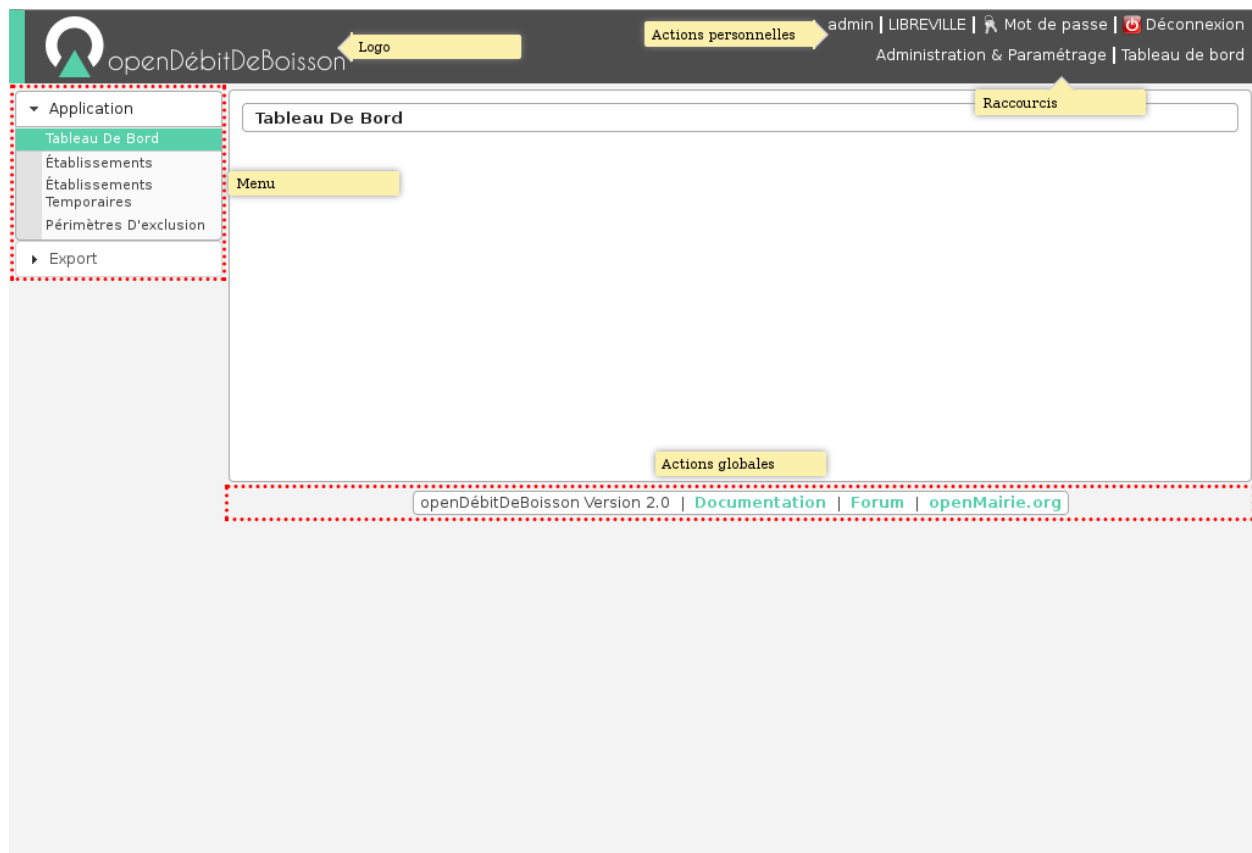 openDébitDeBoisson
Logo
Actions personnelles
admin | LIBREVILLE | Mot de passe | Déconnexion
Administration & Paramétrage | Tableau de bord
Raccourcis
Application
Tableau De Bord
Établissements
Établissements
Temporaires
Périmètres D'exclusion
Export
Menu
Tableau De Bord
Actions globales
openDébitDeBoisson Version 2.0 | Documentation | Forum | openMairie.org